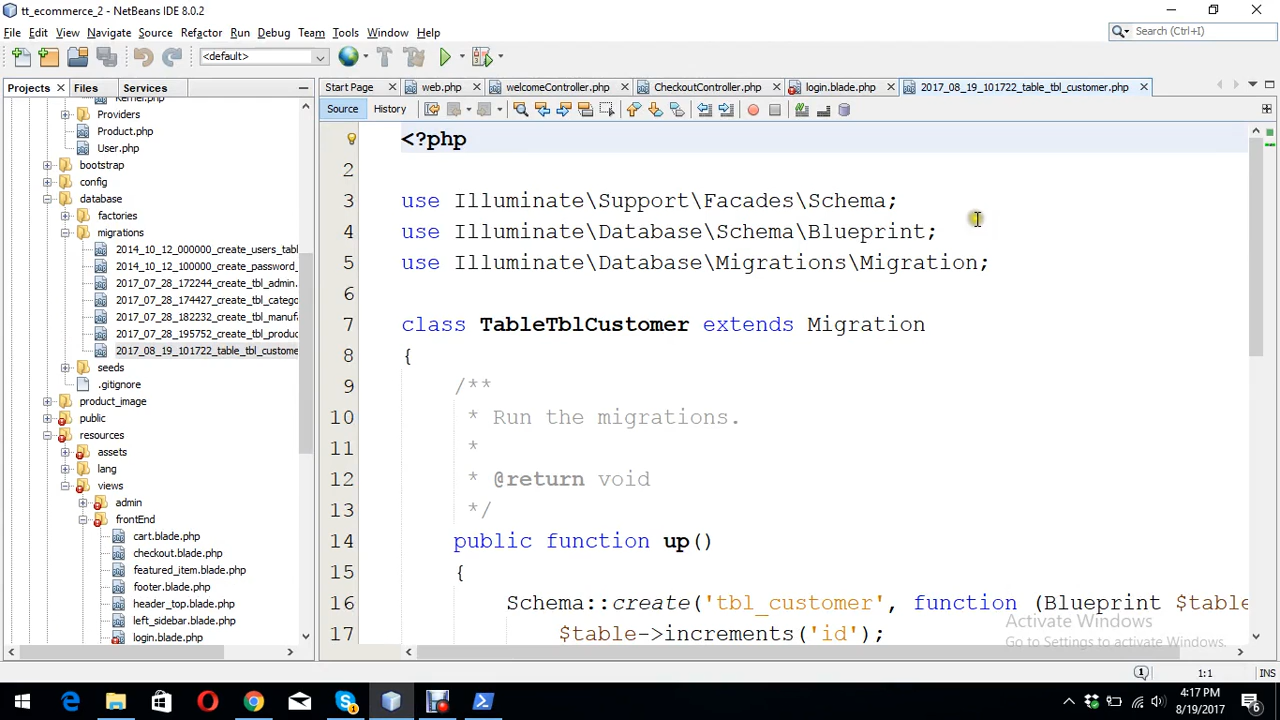 tt_ecommerce_2 - NetBeans IDE 8.0.2
File Edit View Navigate Source Refactor Run Debug Team Tools Window Help
Search (Ctrl+I)
<default>
Projects Files Services
Start Page web.php welcomeController.php CheckoutController.php login.blade.php 2017_08_19_101722_table_tbl_customer.php
Source History
Kernel.php
Providers
Product.php
User.php
bootstrap
config
database
factories
migrations
2014_10_12_000000_create_users_tabl
2014_10_12_100000_create_password_
2017_07_28_172244_create_tbl_admin.
2017_07_28_174427_create_tbl_catego
2017_07_28_182232_create_tbl_manufa
2017_07_28_195752_create_tbl_produc
2017_08_19_101722_table_tbl_custome
seeds
.gitignore
product_image
public
resources
assets
lang
views
admin
frontEnd
cart.blade.php
checkout.blade.php
featured_item.blade.php
footer.blade.php
header_top.blade.php
left_sidebar.blade.php
login.blade.php
<?php
2
3 use Illuminate\Support\Facades\Schema;
4 use Illuminate\Database\Schema\Blueprint;
5 use Illuminate\Database\Migrations\Migration;
6
7 class TableTblCustomer extends Migration
8 {
9 /**
10 * Run the migrations.
11 *
12 * @return void
13 */
14 public function up()
15 {
16 Schema::create('tbl_customer', function (Blueprint $table
17 $table->increments('id');
Activate Windows
Go to Settings to activate Windows.
1 1:1 INS
4:17 PM
8/19/2017
6